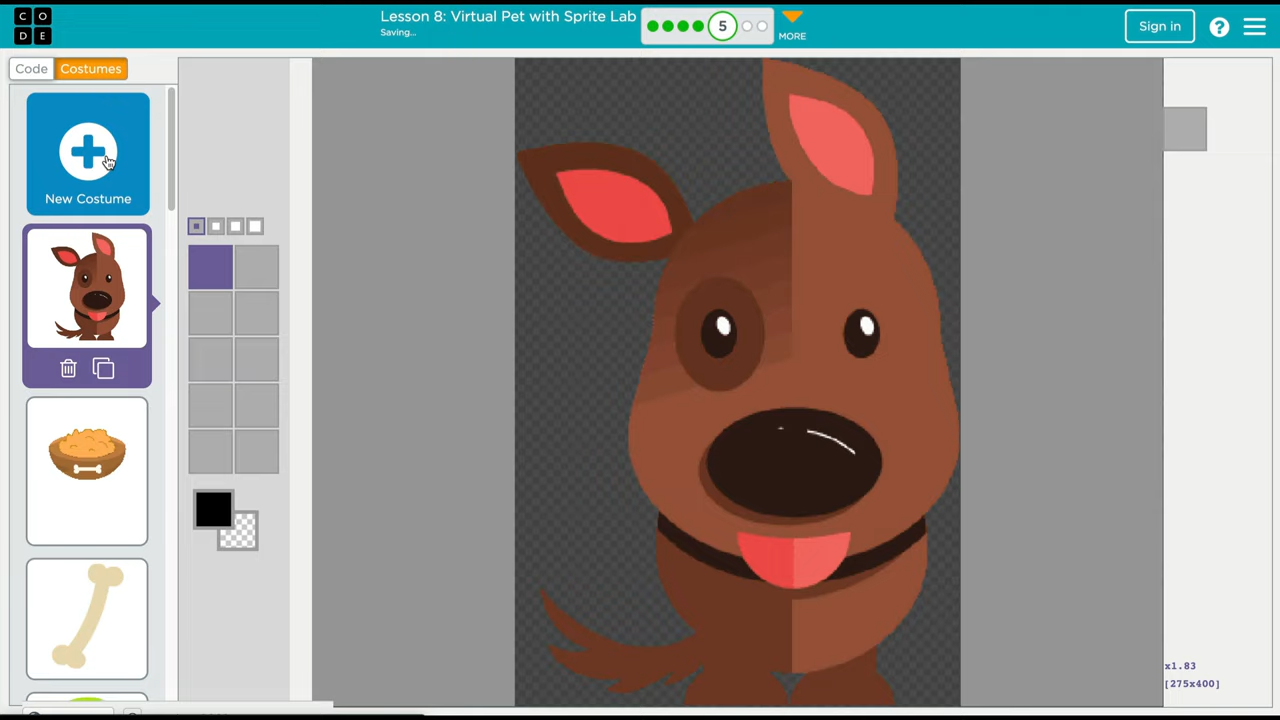 C O
D E
Lesson 8: Virtual Pet with Sprite Lab
Saving...
5
MORE
Sign in
?
Code
Costumes
New Costume
x1.83
[275x400]